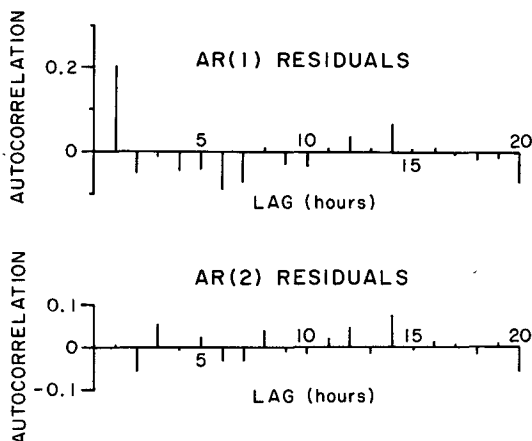 AUTOCORRELATION
AR(1) RESIDUALS
0.2
0
5
10
15
20
LAG (hours)
AUTOCORRELATION
AR(2) RESIDUALS
0.1
0
-0.1
5
10
15
20
LAG (hours)